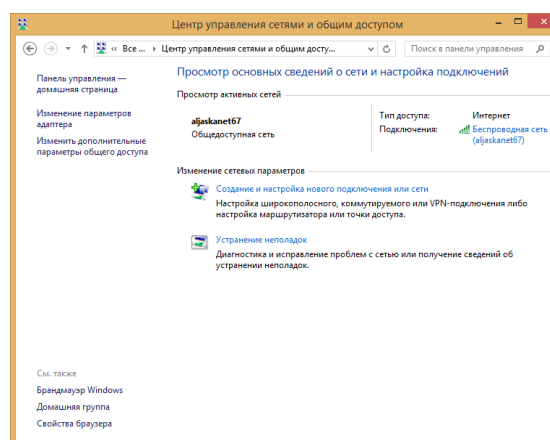 Центр управления сетями и общим доступом
« Все ... ▸ Центр управления сетями и общим досту...
Поиск в панели управления
Панель управления —
домашняя страница
Изменение параметров
адаптера
Изменить дополнительные
параметры общего доступа
Просмотр основных сведений о сети и настройка подключений
Просмотр активных сетей
aljaskanet67
Общедоступная сеть
Тип доступа: Интернет
Подключения: Беспроводная сеть
(aljaskanet67)
Изменение сетевых параметров
Создание и настройка нового подключения или сети
Настройка широкополосного, коммутируемого или VPN-подключения либо
настройка маршрутизатора или точки доступа.
Устранение неполадок
Диагностика и исправление проблем с сетью или получение сведений об
устранении неполадок.
См. также
Брандмауэр Windows
Домашняя группа
Свойства браузера